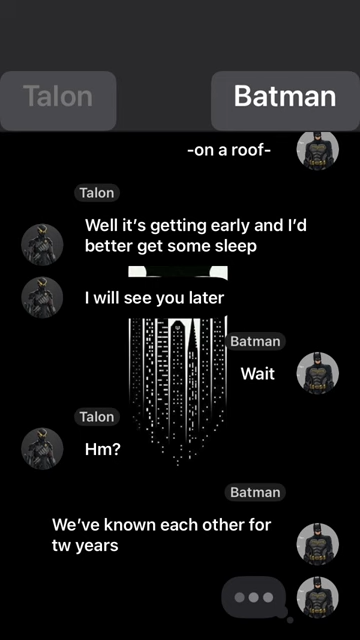 Talon
Batman
-on a roof-
Talon
Well it’s getting early and I’d
better get some sleep
I will see you later
Batman
Wait
Talon
Hm?
Batman
We’ve known each other for
tw years